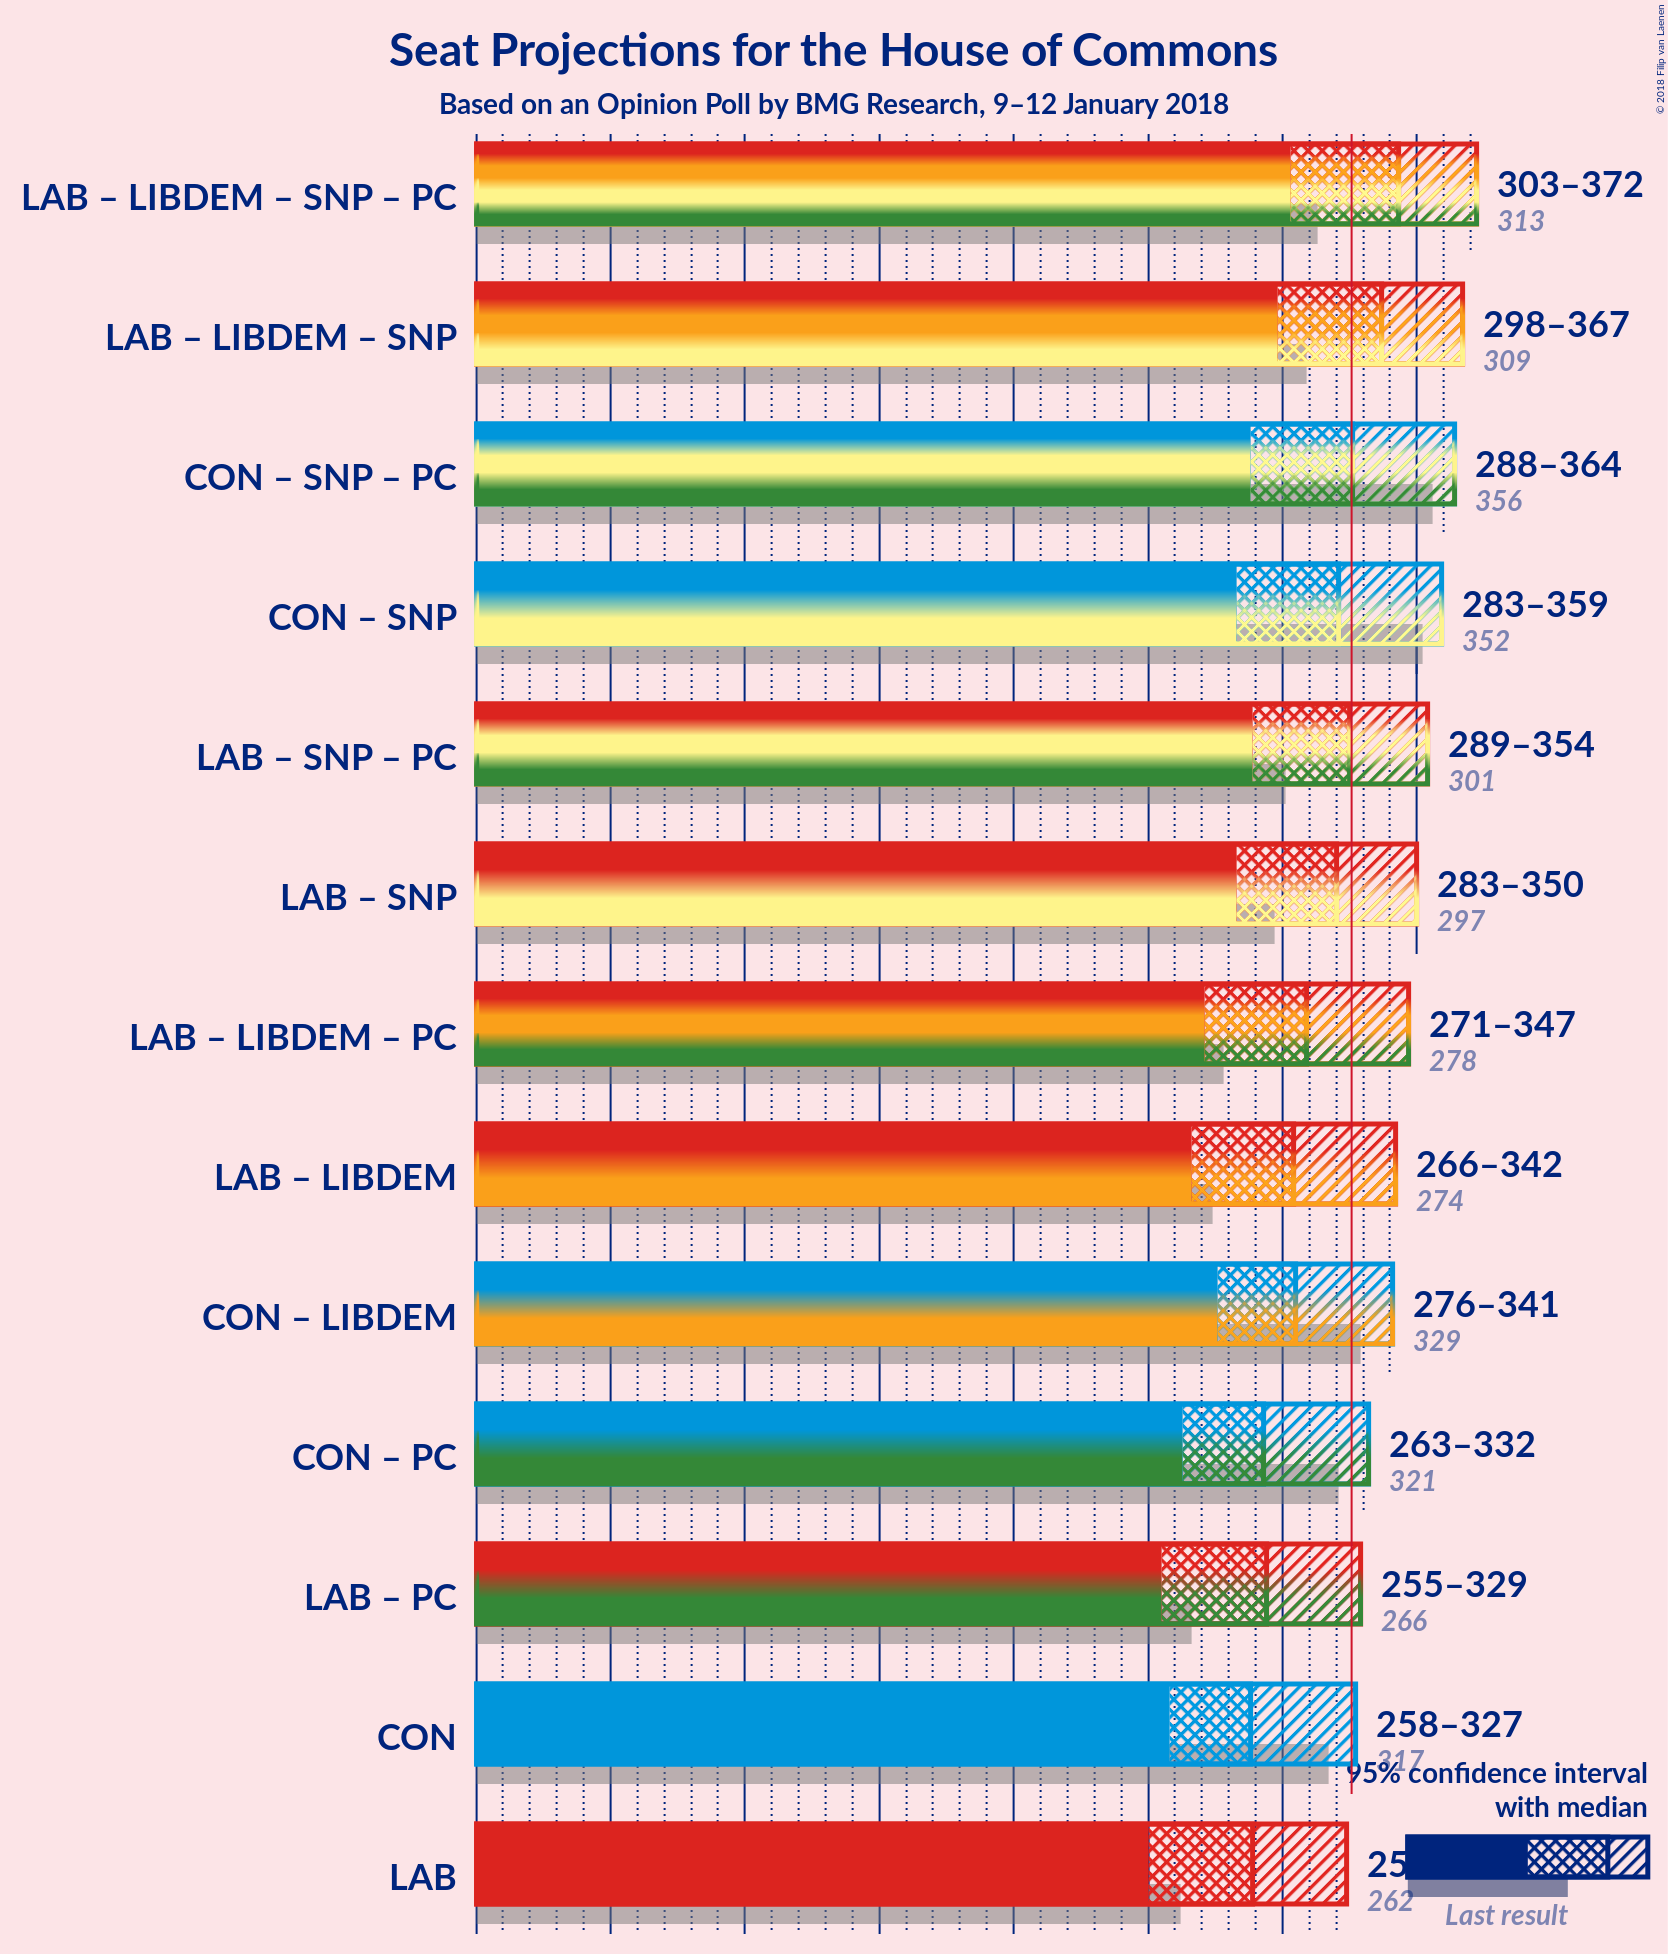 Seat Projections for the House of Commons
Based on an Opinion Poll by BMG Research, 9–12 January 2018
© 2018 Filip van Laenen
LAB – LIBDEM – SNP – PC
303–372
313
LAB – LIBDEM – SNP
298–367
309
CON – SNP – PC
288–364
356
CON – SNP
283–359
352
LAB – SNP – PC
289–354
301
LAB – SNP
283–350
297
LAB – LIBDEM – PC
271–347
278
LAB – LIBDEM
266–342
274
CON – LIBDEM
276–341
329
CON – PC
263–332
321
LAB – PC
255–329
266
CON
258–327
317
95% confidence interval
with median
LAB
25
262
Last result